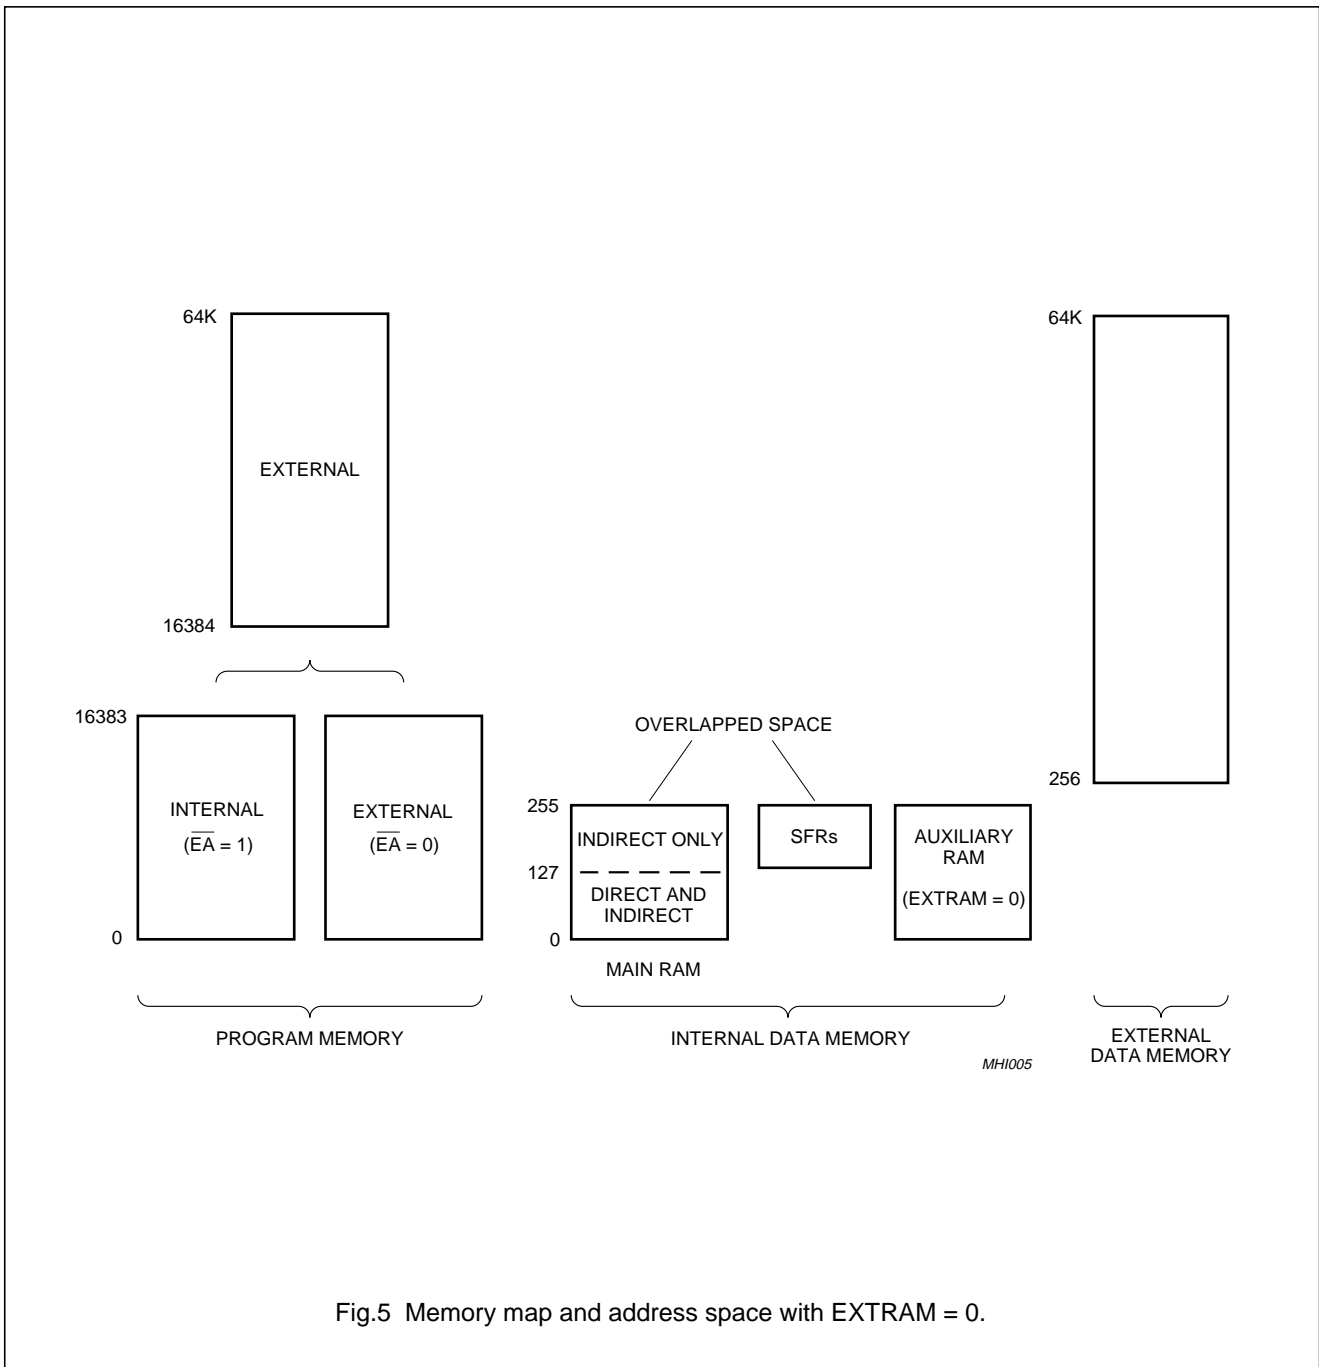 64K
EXTERNAL
16384
16383
INTERNAL
(E̅A̅ = 1)
EXTERNAL
(E̅A̅ = 0)
0
PROGRAM MEMORY
OVERLAPPED SPACE
255
INDIRECT ONLY
127
DIRECT AND
INDIRECT
0
MAIN RAM
SFRs
AUXILIARY
RAM
(EXTRAM = 0)
INTERNAL DATA MEMORY
64K
256
EXTERNAL
DATA MEMORY
MHI005
Fig.5 Memory map and address space with EXTRAM = 0.